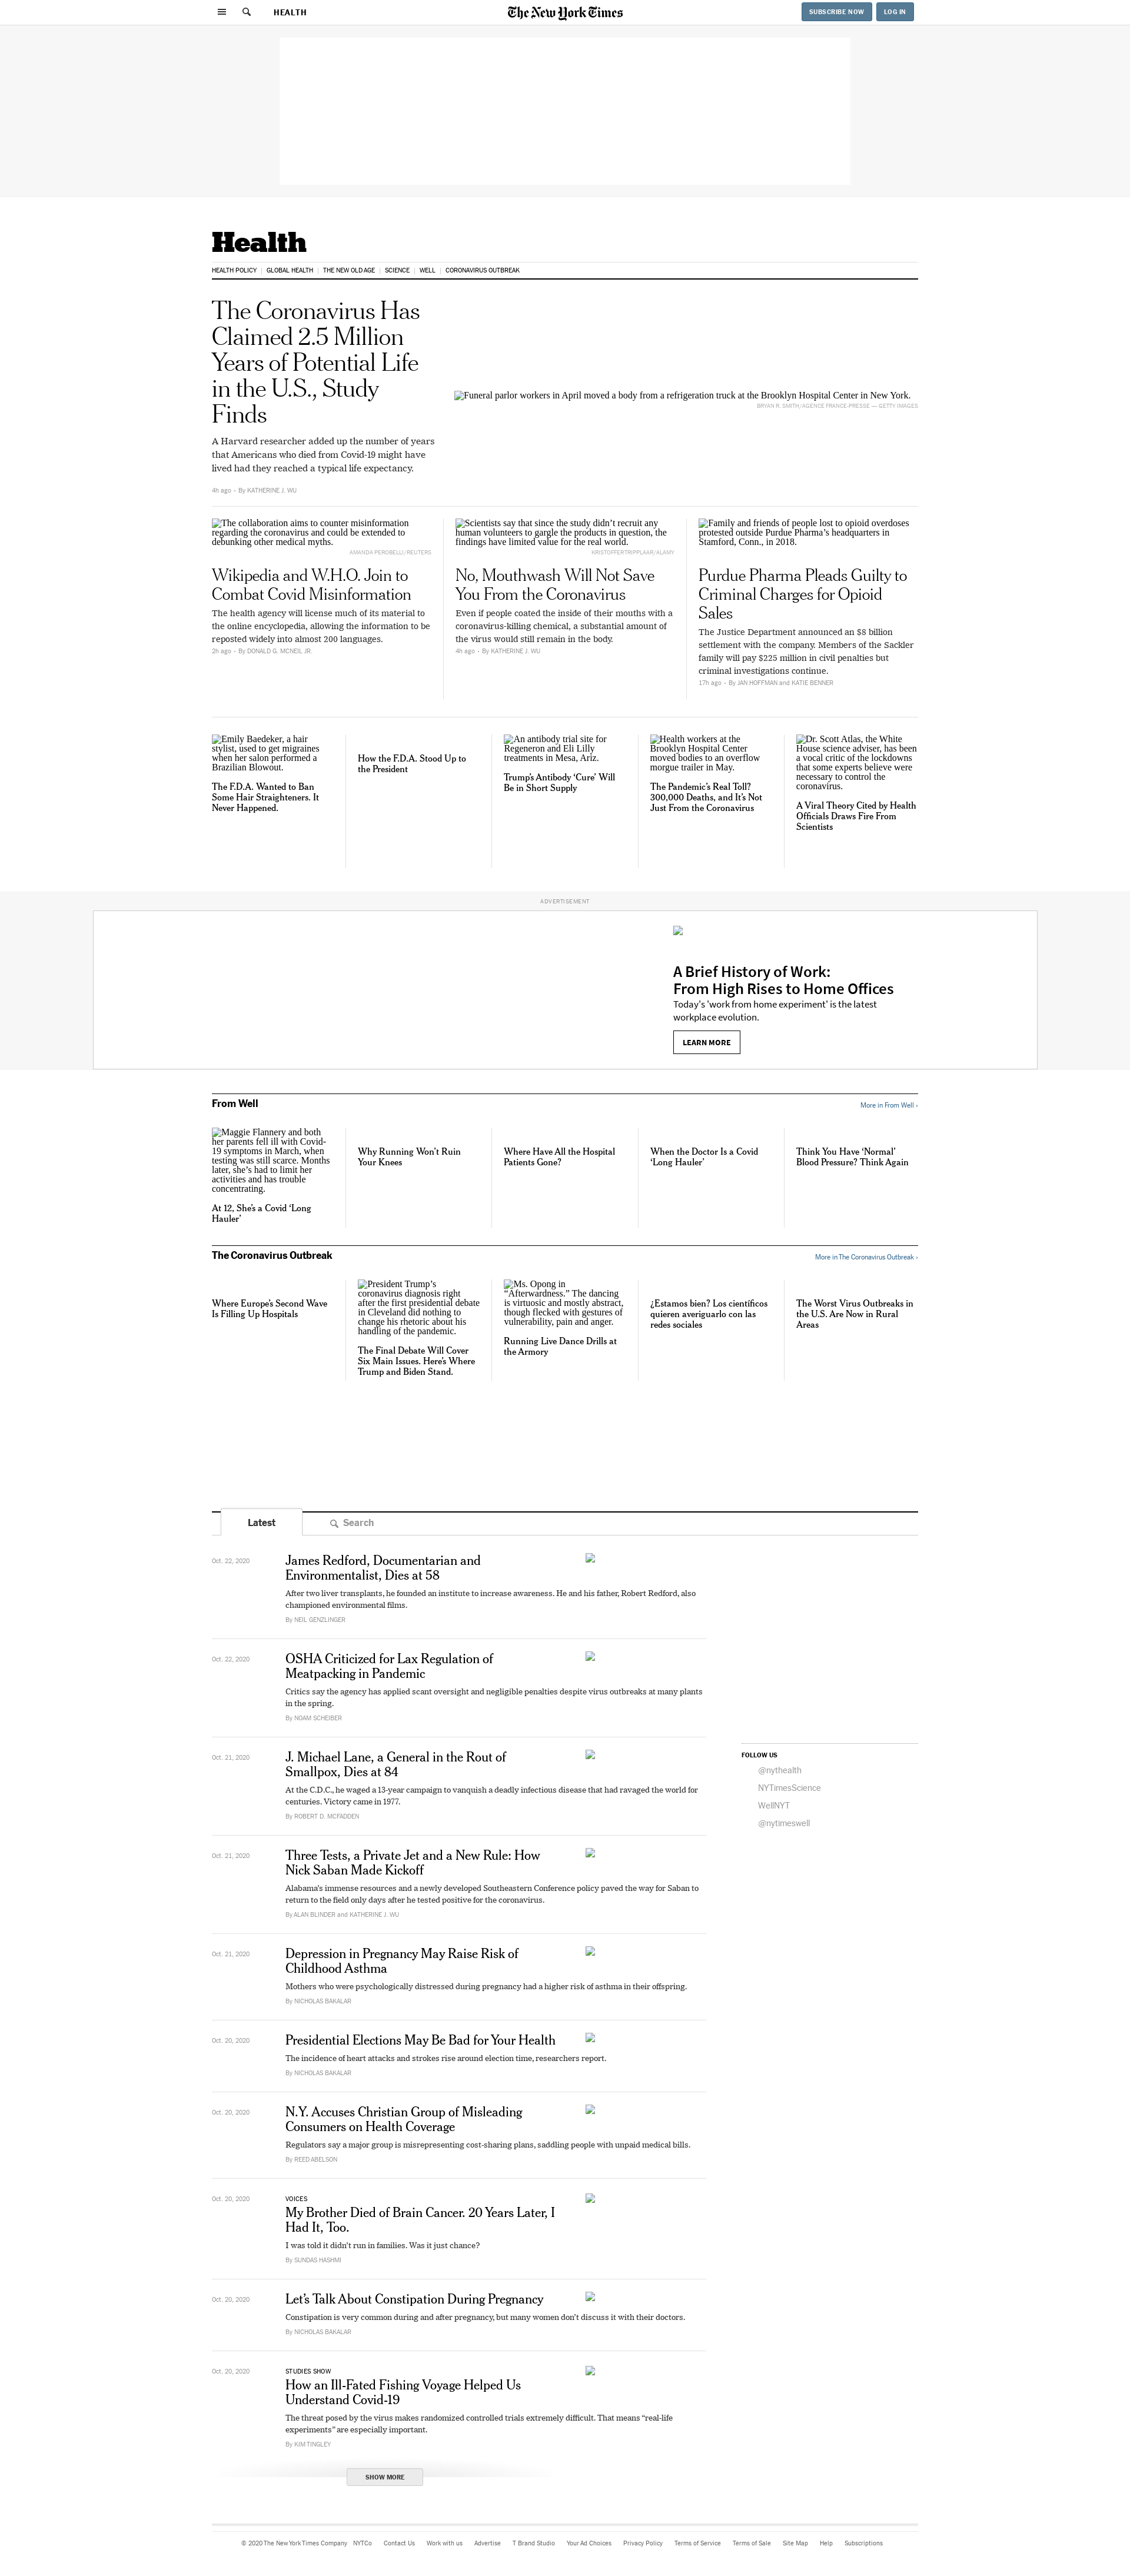 HEALTH
The New York Times
SUBSCRIBE NOW
LOG IN
Health
HEALTH POLICY
GLOBAL HEALTH
THE NEW OLD AGE
SCIENCE
WELL
CORONAVIRUS OUTBREAK
The Coronavirus Has
Claimed 2.5 Million
Years of Potential Life
in the U.S., Study
Finds
A Harvard researcher added up the number of years
that Americans who died from Covid-19 might have
lived had they reached a typical life expectancy.
4h ago • By KATHERINE J. WU
Funeral parlor workers in April moved a body from a refrigeration truck at the Brooklyn Hospital Center in New York.
BRYAN R. SMITH/AGENCE FRANCE-PRESSE — GETTY IMAGES
The collaboration aims to counter misinformation
regarding the coronavirus and could be extended to
debunking other medical myths.
AMANDA PEROBELLI/REUTERS
Wikipedia and W.H.O. Join to
Combat Covid Misinformation
The health agency will license much of its material to
the online encyclopedia, allowing the information to be
reposted widely into almost 200 languages.
2h ago • By DONALD G. MCNEIL JR.
Scientists say that since the study didn't recruit any
human volunteers to gargle the products in question, the
findings have limited value for the real world.
KRISTOFFER TRIPPLAAR/ALAMY
No, Mouthwash Will Not Save
You From the Coronavirus
Even if people coated the inside of their mouths with a
coronavirus-killing chemical, a substantial amount of
the virus would still remain in the body.
4h ago • By KATHERINE J. WU
Family and friends of people lost to opioid overdoses
protested outside Purdue Pharma's headquarters in
Stamford, Conn., in 2018.
Purdue Pharma Pleads Guilty to
Criminal Charges for Opioid
Sales
The Justice Department announced an $8 billion
settlement with the company. Members of the Sackler
family will pay $225 million in civil penalties but
criminal investigations continue.
17h ago • By JAN HOFFMAN and KATIE BENNER
Emily Baedeker, a hair
stylist, used to get migraines
when her salon performed a
Brazilian Blowout.
The F.D.A. Wanted to Ban
Some Hair Straighteners. It
Never Happened.
How the F.D.A. Stood Up to
the President
An antibody trial site for
Regeneron and Eli Lilly
treatments in Mesa, Ariz.
Trump's Antibody 'Cure' Will
Be in Short Supply
Health workers at the
Brooklyn Hospital Center
moved bodies to an overflow
morgue trailer in May.
The Pandemic's Real Toll?
300,000 Deaths, and It's Not
Just From the Coronavirus
Dr. Scott Atlas, the White
House science adviser, has been
a vocal critic of the lockdowns
that some experts believe were
necessary to control the
coronavirus.
A Viral Theory Cited by Health
Officials Draws Fire From
Scientists
ADVERTISEMENT
A Brief History of Work:
From High Rises to Home Offices
Today's 'work from home experiment' is the latest
workplace evolution.
LEARN MORE
From Well
More in From Well ›
Maggie Flannery and both
her parents fell ill with Covid-
19 symptoms in March, when
testing was still scarce. Months
later, she's had to limit her
activities and has trouble
concentrating.
At 12, She's a Covid 'Long
Hauler'
Why Running Won't Ruin
Your Knees
Where Have All the Hospital
Patients Gone?
When the Doctor Is a Covid
'Long Hauler'
Think You Have 'Normal'
Blood Pressure? Think Again
The Coronavirus Outbreak
More in The Coronavirus Outbreak ›
Where Europe's Second Wave
Is Filling Up Hospitals
President Trump's
coronavirus diagnosis right
after the first presidential debate
in Cleveland did nothing to
change his rhetoric about his
handling of the pandemic.
The Final Debate Will Cover
Six Main Issues. Here's Where
Trump and Biden Stand.
Ms. Opong in
"Afterwardness." The dancing
is virtuosic and mostly abstract,
though flecked with gestures of
vulnerability, pain and anger.
Running Live Dance Drills at
the Armory
¿Estamos bien? Los científicos
quieren averiguarlo con las
redes sociales
The Worst Virus Outbreaks in
the U.S. Are Now in Rural
Areas
Latest
Search
Oct. 22, 2020
James Redford, Documentarian and
Environmentalist, Dies at 58
After two liver transplants, he founded an institute to increase awareness. He and his father, Robert Redford, also
championed environmental films.
By NEIL GENZLINGER
Oct. 22, 2020
OSHA Criticized for Lax Regulation of
Meatpacking in Pandemic
Critics say the agency has applied scant oversight and negligible penalties despite virus outbreaks at many plants
in the spring.
By NOAM SCHEIBER
Oct. 21, 2020
J. Michael Lane, a General in the Rout of
Smallpox, Dies at 84
At the C.D.C., he waged a 13-year campaign to vanquish a deadly infectious disease that had ravaged the world for
centuries. Victory came in 1977.
By ROBERT D. MCFADDEN
Oct. 21, 2020
Three Tests, a Private Jet and a New Rule: How
Nick Saban Made Kickoff
Alabama's immense resources and a newly developed Southeastern Conference policy paved the way for Saban to
return to the field only days after he tested positive for the coronavirus.
By ALAN BLINDER and KATHERINE J. WU
Oct. 21, 2020
Depression in Pregnancy May Raise Risk of
Childhood Asthma
Mothers who were psychologically distressed during pregnancy had a higher risk of asthma in their offspring.
By NICHOLAS BAKALAR
Oct. 20, 2020
Presidential Elections May Be Bad for Your Health
The incidence of heart attacks and strokes rise around election time, researchers report.
By NICHOLAS BAKALAR
Oct. 20, 2020
N.Y. Accuses Christian Group of Misleading
Consumers on Health Coverage
Regulators say a major group is misrepresenting cost-sharing plans, saddling people with unpaid medical bills.
By REED ABELSON
Oct. 20, 2020
VOICES
My Brother Died of Brain Cancer. 20 Years Later, I
Had It, Too.
I was told it didn't run in families. Was it just chance?
By SUNDAS HASHMI
Oct. 20, 2020
Let's Talk About Constipation During Pregnancy
Constipation is very common during and after pregnancy, but many women don't discuss it with their doctors.
By NICHOLAS BAKALAR
Oct. 20, 2020
STUDIES SHOW
How an Ill-Fated Fishing Voyage Helped Us
Understand Covid-19
The threat posed by the virus makes randomized controlled trials extremely difficult. That means "real-life
experiments" are especially important.
By KIM TINGLEY
SHOW MORE
FOLLOW US
@nythealth
NYTimesScience
WellNYT
@nytimeswell
© 2020 The New York Times Company NYTCo Contact Us Work with us Advertise T Brand Studio Your Ad Choices Privacy Policy Terms of Service Terms of Sale Site Map Help Subscriptions